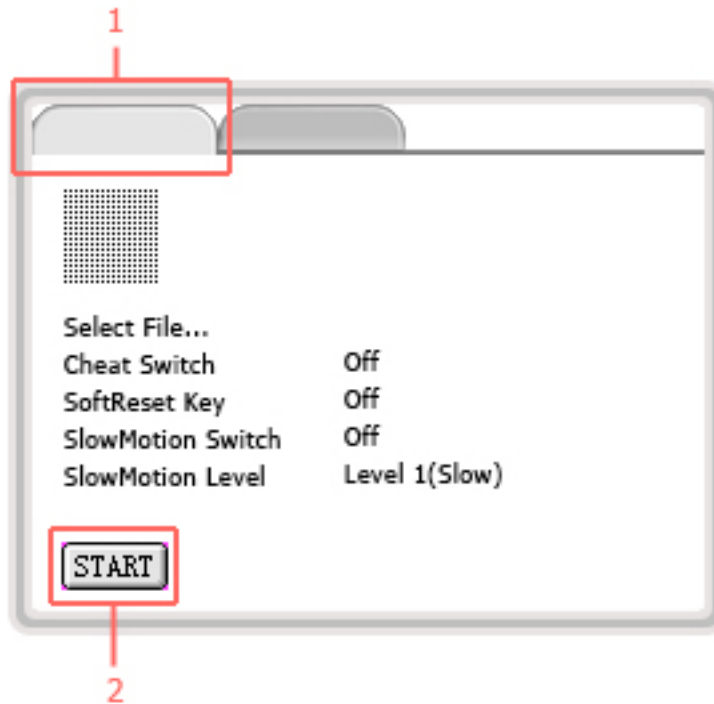 1
Select File...
Cheat Switch Off
SoftReset Key Off
SlowMotion Switch Off
SlowMotion Level Level 1(Slow)
START
2